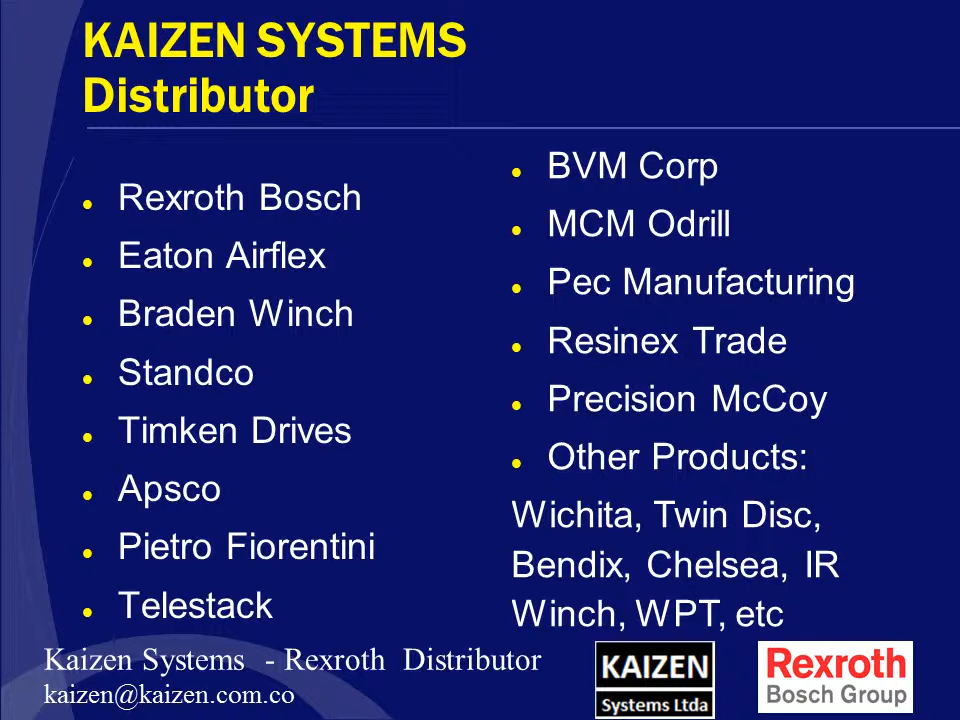 KAIZEN SYSTEMS
Distributor
Rexroth Bosch
Eaton Airflex
Braden Winch
Standco
Timken Drives
Apsco
Pietro Fiorentini
Telestack
BVM Corp
MCM Odrill
Pec Manufacturing
Resinex Trade
Precision McCoy
Other Products:
Wichita, Twin Disc,
Bendix, Chelsea, IR
Winch, WPT, etc
Kaizen Systems - Rexroth Distributor
kaizen@kaizen.com.co
KAIZEN
Systems Ltda
Rexroth
Bosch Group